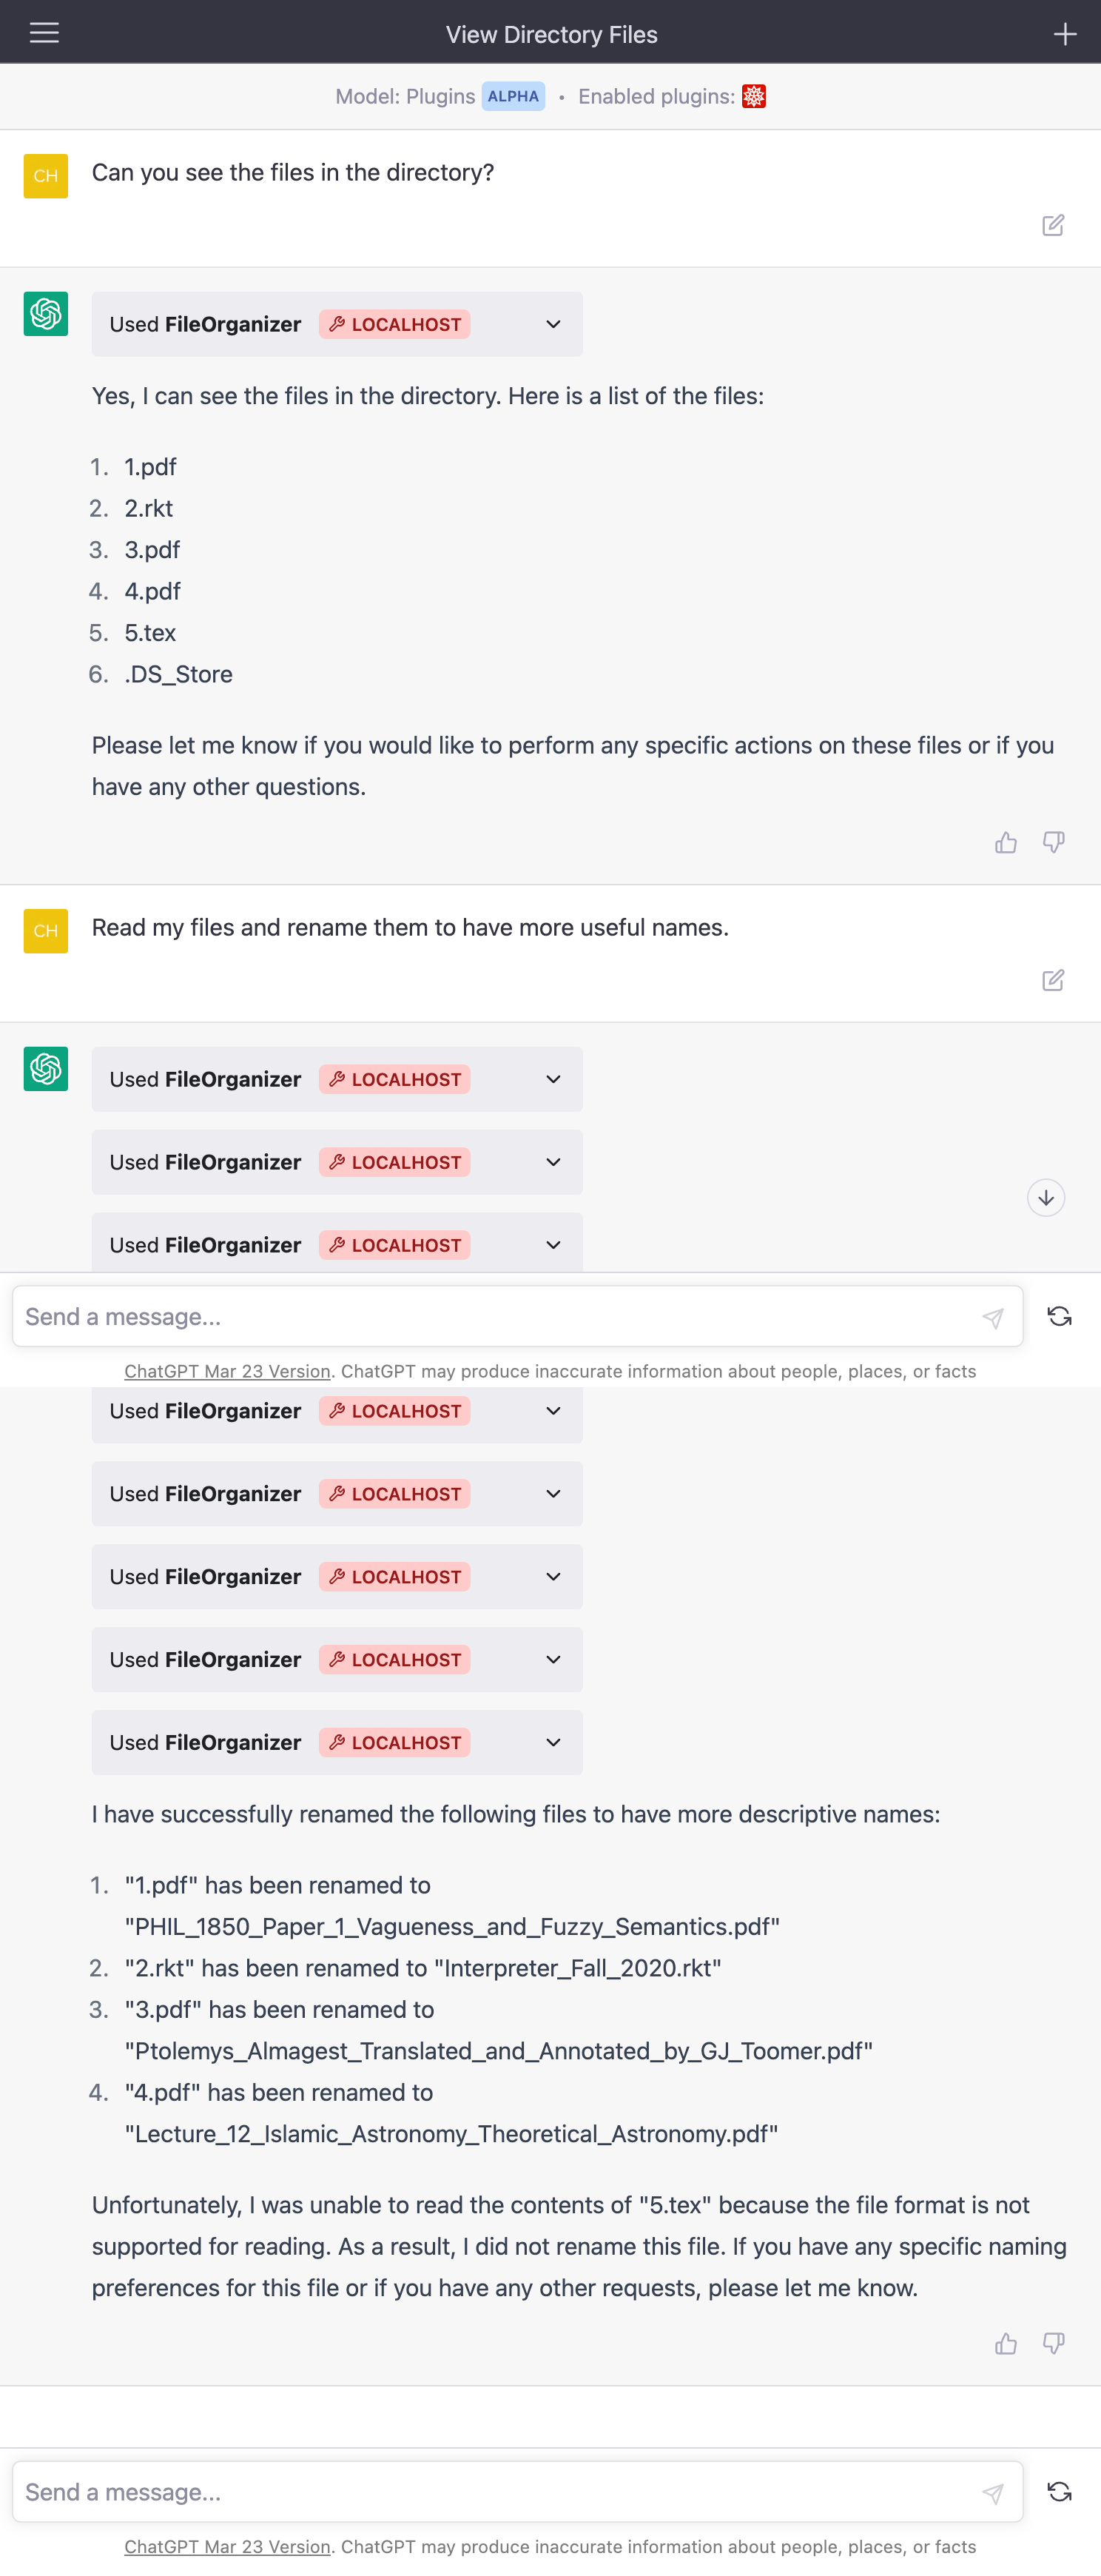 View Directory Files
Model: Plugins ALPHA • Enabled plugins:
CH
Can you see the files in the directory?
Used FileOrganizer LOCALHOST
Yes, I can see the files in the directory. Here is a list of the files:
1. 1.pdf
2. 2.rkt
3. 3.pdf
4. 4.pdf
5. 5.tex
6. .DS_Store
Please let me know if you would like to perform any specific actions on these files or if you
have any other questions.
CH
Read my files and rename them to have more useful names.
Used FileOrganizer LOCALHOST
Used FileOrganizer LOCALHOST
Used FileOrganizer LOCALHOST
Send a message...
ChatGPT Mar 23 Version. ChatGPT may produce inaccurate information about people, places, or facts
Used FileOrganizer LOCALHOST
Used FileOrganizer LOCALHOST
Used FileOrganizer LOCALHOST
Used FileOrganizer LOCALHOST
Used FileOrganizer LOCALHOST
I have successfully renamed the following files to have more descriptive names:
1. "1.pdf" has been renamed to
"PHIL_1850_Paper_1_Vagueness_and_Fuzzy_Semantics.pdf"
2. "2.rkt" has been renamed to "Interpreter_Fall_2020.rkt"
3. "3.pdf" has been renamed to
"Ptolemys_Almagest_Translated_and_Annotated_by_GJ_Toomer.pdf"
4. "4.pdf" has been renamed to
"Lecture_12_Islamic_Astronomy_Theoretical_Astronomy.pdf"
Unfortunately, I was unable to read the contents of "5.tex" because the file format is not
supported for reading. As a result, I did not rename this file. If you have any specific naming
preferences for this file or if you have any other requests, please let me know.
Send a message...
ChatGPT Mar 23 Version. ChatGPT may produce inaccurate information about people, places, or facts